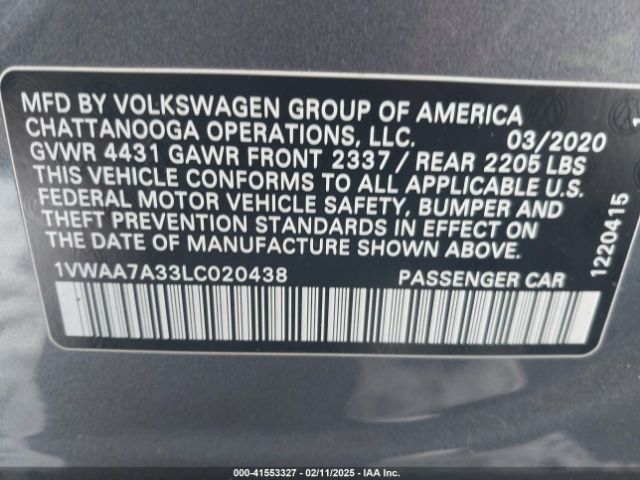 MFD BY VOLKSWAGEN GROUP OF AMERICA
CHATTANOOGA OPERATIONS, LLC. 03/2020
GVWR 4431 GAWR FRONT 2337 / REAR 2205 LBS
THIS VEHICLE CONFORMS TO ALL APPLICABLE U.S.
FEDERAL MOTOR VEHICLE SAFETY, BUMPER AND
THEFT PREVENTION STANDARDS IN EFFECT ON
THE DATE OF MANUFACTURE SHOWN ABOVE.
1VWAA7A33LC020438 PASSENGER CAR
1220415
1
© - 41553327 - 02/11/2025 - IAA Inc.